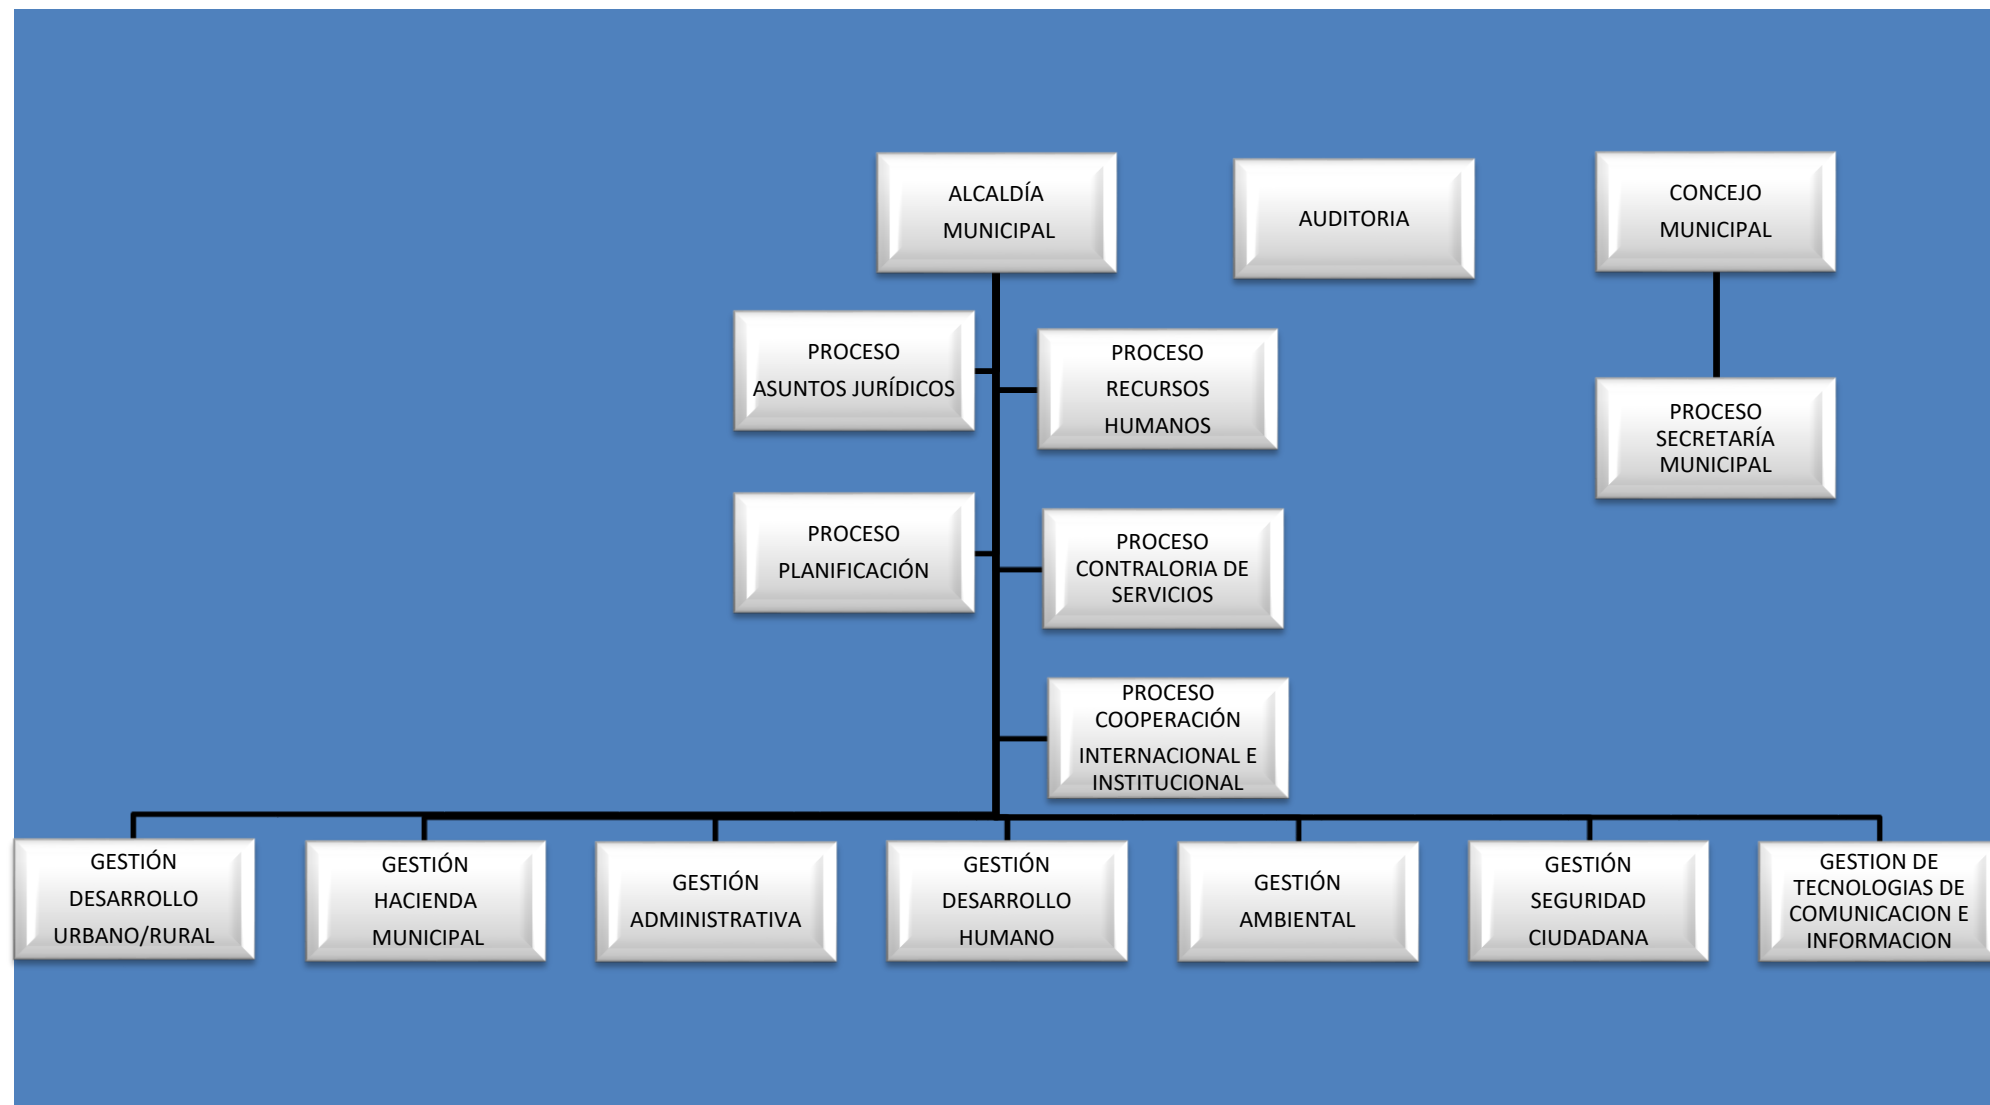 ALCALDÍA
MUNICIPAL
AUDITORIA
CONCEJO
MUNICIPAL
PROCESO
ASUNTOS JURÍDICOS
PROCESO
RECURSOS
HUMANOS
PROCESO
SECRETARÍA
MUNICIPAL
PROCESO
PLANIFICACIÓN
PROCESO
CONTRALORIA DE
SERVICIOS
PROCESO
COOPERACIÓN
INTERNACIONAL E
INSTITUCIONAL
GESTIÓN
DESARROLLO
URBANO/RURAL
GESTIÓN
HACIENDA
MUNICIPAL
GESTIÓN
ADMINISTRATIVA
GESTIÓN
DESARROLLO
HUMANO
GESTIÓN
AMBIENTAL
GESTIÓN
SEGURIDAD
CIUDADANA
GESTION DE
TECNOLOGIAS DE
COMUNICACION E
INFORMACION